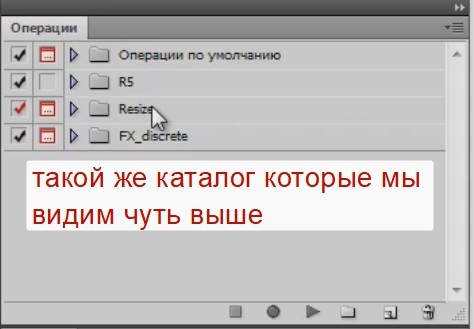 Операции
Операции по умолчанию
R5
Resize
FX_discrete
такой же каталог которые мы
видим чуть выше